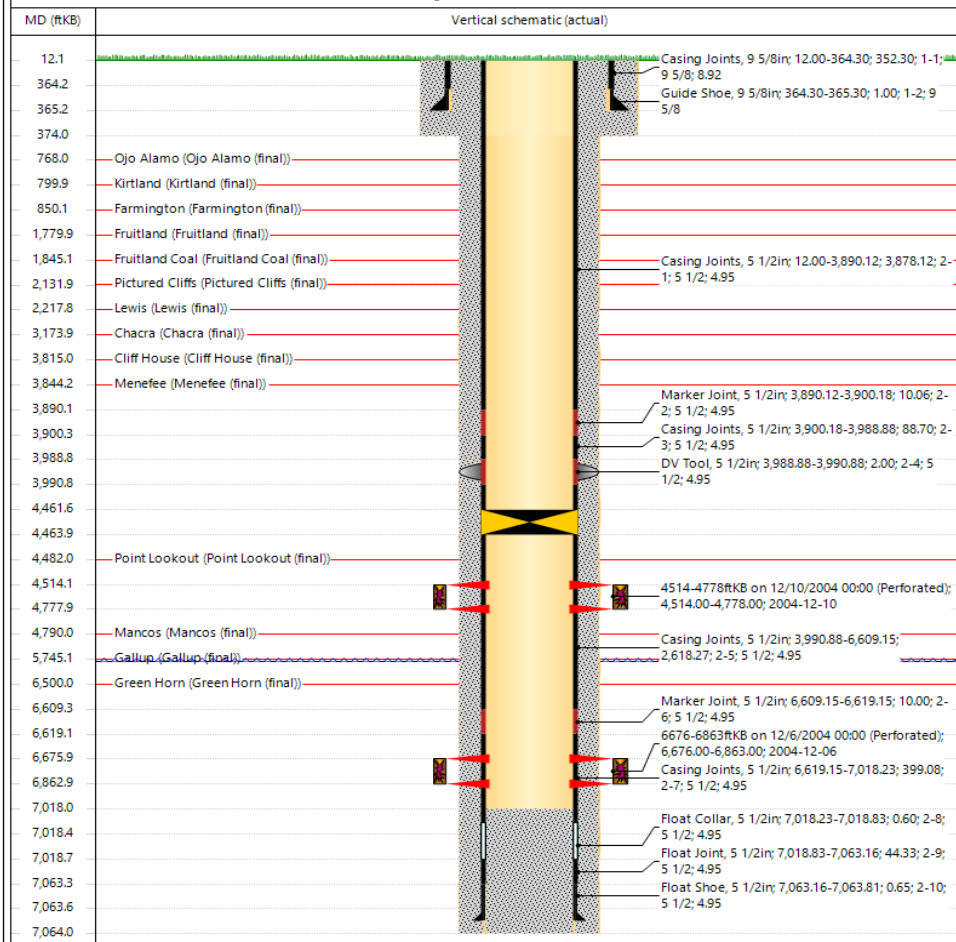 MD (ftKB)
Vertical schematic (actual)
12.1
364.2
365.2
374.0
768.0
799.9
850.1
1,779.9
1,845.1
2,131.9
2,217.8
3,173.9
3,815.0
3,844.2
3,890.1
3,900.3
3,988.8
3,990.8
4,461.6
4,463.9
4,482.0
4,514.1
4,777.9
4,790.0
5,745.1
6,500.0
6,609.3
6,619.1
6,675.9
6,862.9
7,018.0
7,018.4
7,018.7
7,063.3
7,063.6
7,064.0
Ojo Alamo (Ojo Alamo (final))
Kirtland (Kirtland (final))
Farmington (Farmington (final))
Fruitland (Fruitland (final))
Fruitland Coal (Fruitland Coal (final))
Pictured Cliffs (Pictured Cliffs (final))
Lewis (Lewis (final))
Chacra (Chacra (final))
Cliff House (Cliff House (final))
Menefee (Menefee (final))
Point Lookout (Point Lookout (final))
Mancos (Mancos (final))
Gallup (Gallup (final))
Green Horn (Green Horn (final))
Casing Joints, 9 5/8in; 12.00-364.30; 352.30; 1-1;
9 5/8; 8.92
Guide Shoe, 9 5/8in; 364.30-365.30; 1.00; 1-2; 9
5/8
Casing Joints, 5 1/2in; 12.00-3,890.12; 3,878.12; 2-
1; 5 1/2; 4.95
Marker Joint, 5 1/2in; 3,890.12-3,900.18; 10.06; 2-
2; 5 1/2; 4.95
Casing Joints, 5 1/2in; 3,900.18-3,988.88; 88.70; 2-
3; 5 1/2; 4.95
DV Tool, 5 1/2in; 3,988.88-3,990.88; 2.00; 2-4; 5
1/2; 4.95
4514-4778ftKB on 12/10/2004 00:00 (Perforated);
4,514.00-4,778.00; 2004-12-10
Casing Joints, 5 1/2in; 3,990.88-6,609.15;
2,618.27; 2-5; 5 1/2; 4.95
Marker Joint, 5 1/2in; 6,609.15-6,619.15; 10.00; 2-
6; 5 1/2; 4.95
6676-6863ftKB on 12/6/2004 00:00 (Perforated);
6,676.00-6,863.00; 2004-12-06
Casing Joints, 5 1/2in; 6,619.15-7,018.23; 399.08;
2-7; 5 1/2; 4.95
Float Collar, 5 1/2in; 7,018.23-7,018.83; 0.60; 2-8;
5 1/2; 4.95
Float Joint, 5 1/2in; 7,018.83-7,063.16; 44.33; 2-9;
5 1/2; 4.95
Float Shoe, 5 1/2in; 7,063.16-7,063.81; 0.65; 2-10;
5 1/2; 4.95